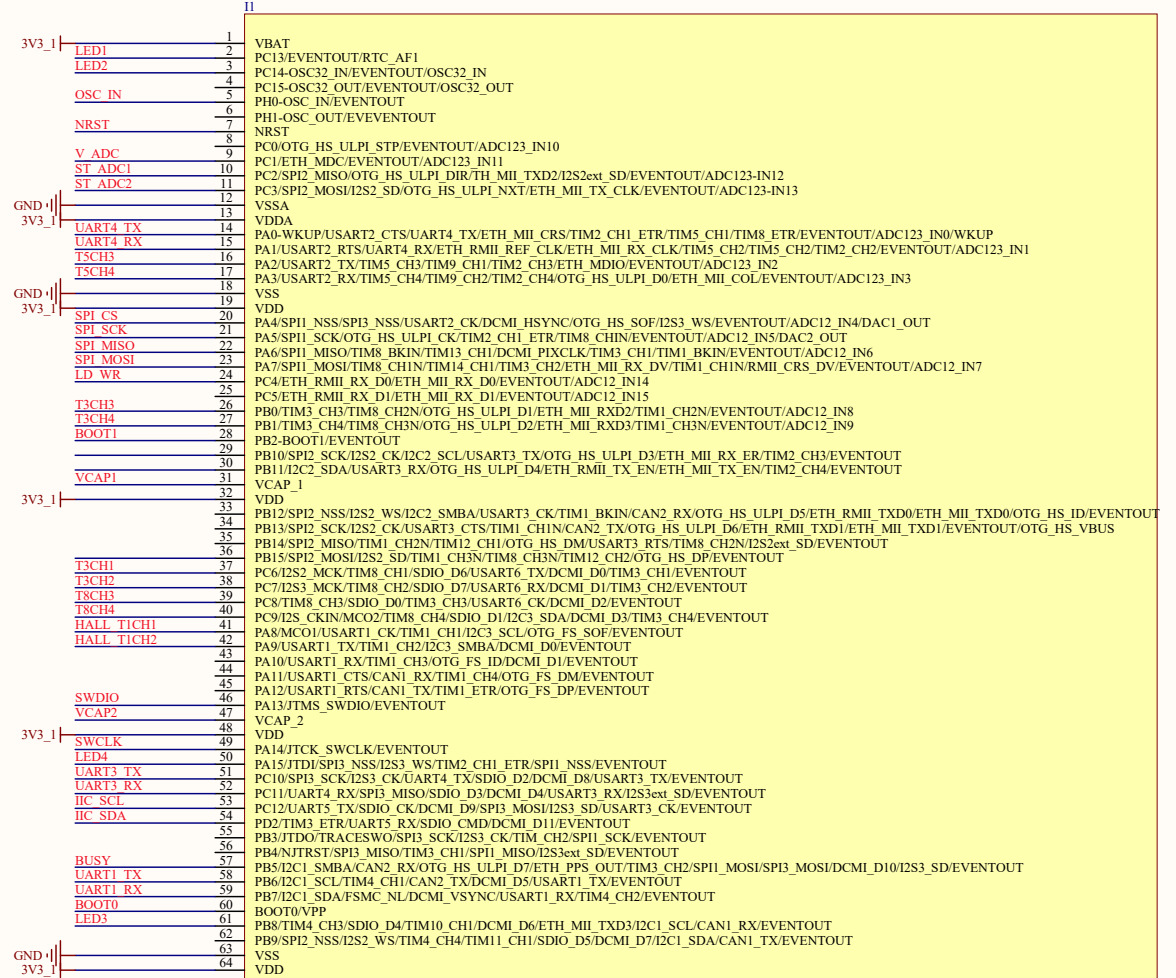 I1
3V3_1 1 VBAT
LED1 2 PC13/EVENTOUT/RTC_AF1
LED2 3 PC14-OSC32_IN/EVENTOUT/OSC32_IN
4 PC15-OSC32_OUT/EVENTOUT/OSC32_OUT
OSC_IN 5 PH0-OSC_IN/EVENTOUT
6 PH1-OSC_OUT/EVEVENTOUT
NRST 7 NRST
8 PC0/OTG_HS_ULPI_STP/EVENTOUT/ADC123_IN10
V_ADC 9 PC1/ETH_MDC/EVENTOUT/ADC123_IN11
ST_ADC1 10 PC2/SPI2_MISO/OTG_HS_ULPI_DIR/TH_MII_TXD2/I2S2ext_SD/EVENTOUT/ADC123-IN12
ST_ADC2 11 PC3/SPI2_MOSI/I2S2_SD/OTG_HS_ULPI_NXT/ETH_MII_TX_CLK/EVENTOUT/ADC123-IN13
GND 12 VSSA
3V3_1 13 VDDA
UART4_TX 14 PA0-WKUP/USART2_CTS/UART4_TX/ETH_MII_CRS/TIM2_CH1_ETR/TIM5_CH1/TIM8_ETR/EVENTOUT/ADC123_IN0/WKUP
UART4_RX 15 PA1/USART2_RTS/UART4_RX/ETH_RMII_REF_CLK/ETH_MII_RX_CLK/TIM5_CH2/TIM5_CH2/TIM2_CH2/EVENTOUT/ADC123_IN1
T5CH3 16 PA2/USART2_TX/TIM5_CH3/TIM9_CH1/TIM2_CH3/ETH_MDIO/EVENTOUT/ADC123_IN2
T5CH4 17 PA3/USART2_RX/TIM5_CH4/TIM9_CH2/TIM2_CH4/OTG_HS_ULPI_D0/ETH_MII_COL/EVENTOUT/ADC123_IN3
GND 18 VSS
3V3_1 19 VDD
SPI_CS 20 PA4/SPI1_NSS/SPI3_NSS/USART2_CK/DCMI_HSYNC/OTG_HS_SOF/I2S3_WS/EVENTOUT/ADC12_IN4/DAC1_OUT
SPI_SCK 21 PA5/SPI1_SCK/OTG_HS_ULPI_CK/TIM2_CH1_ETR/TIM8_CHIN/EVENTOUT/ADC12_IN5/DAC2_OUT
SPI_MISO 22 PA6/SPI1_MISO/TIM8_BKIN/TIM13_CH1/DCMI_PIXCLK/TIM3_CH1/TIM1_BKIN/EVENTOUT/ADC12_IN6
SPI_MOSI 23 PA7/SPI1_MOSI/TIM8_CH1N/TIM14_CH1/TIM3_CH2/ETH_MII_RX_DV/TIM1_CH1N/RMII_CRS_DV/EVENTOUT/ADC12_IN7
LD_WR 24 PC4/ETH_RMII_RX_D0/ETH_MII_RX_D0/EVENTOUT/ADC12_IN14
25 PC5/ETH_RMII_RX_D1/ETH_MII_RX_D1/EVENTOUT/ADC12_IN15
T3CH3 26 PB0/TIM3_CH3/TIM8_CH2N/OTG_HS_ULPI_D1/ETH_MII_RXD2/TIM1_CH2N/EVENTOUT/ADC12_IN8
T3CH4 27 PB1/TIM3_CH4/TIM8_CH3N/OTG_HS_ULPI_D2/ETH_MII_RXD3/TIM1_CH3N/EVENTOUT/ADC12_IN9
BOOT1 28 PB2-BOOT1/EVENTOUT
29 PB10/SPI2_SCK/I2S2_CK/I2C2_SCL/USART3_TX/OTG_HS_ULPI_D3/ETH_MII_RX_ER/TIM2_CH3/EVENTOUT
30 PB11/I2C2_SDA/USART3_RX/OTG_HS_ULPI_D4/ETH_RMII_TX_EN/ETH_MII_TX_EN/TIM2_CH4/EVENTOUT
VCAP1 31 VCAP_1
3V3_1 32 VDD
33 PB12/SPI2_NSS/I2S2_WS/I2C2_SMBA/USART3_CK/TIM1_BKIN/CAN2_RX/OTG_HS_ULPI_D5/ETH_RMII_TXD0/ETH_MII_TXD0/OTG_HS_ID/EVENTOUT
34 PB13/SPI2_SCK/I2S2_CK/USART3_CTS/TIM1_CH1N/CAN2_TX/OTG_HS_ULPI_D6/ETH_RMII_TXD1/ETH_MII_TXD1/EVENTOUT/OTG_HS_VBUS
35 PB14/SPI2_MISO/TIM1_CH2N/TIM12_CH1/OTG_HS_DM/USART3_RTS/TIM8_CH2N/I2S2ext_SD/EVENTOUT
36 PB15/SPI2_MOSI/I2S2_SD/TIM1_CH3N/TIM8_CH3N/TIM12_CH2/OTG_HS_DP/EVENTOUT
T3CH1 37 PC6/I2S2_MCK/TIM8_CH1/SDIO_D6/USART6_TX/DCMI_D0/TIM3_CH1/EVENTOUT
T3CH2 38 PC7/I2S3_MCK/TIM8_CH2/SDIO_D7/USART6_RX/DCMI_D1/TIM3_CH2/EVENTOUT
T8CH3 39 PC8/TIM8_CH3/SDIO_D0/TIM3_CH3/USART6_CK/DCMI_D2/EVENTOUT
T8CH4 40 PC9/I2S_CKIN/MCO2/TIM8_CH4/SDIO_D1/I2C3_SDA/DCMI_D3/TIM3_CH4/EVENTOUT
HALL_T1CH1 41 PA8/MCO1/USART1_CK/TIM1_CH1/I2C3_SCL/OTG_FS_SOF/EVENTOUT
HALL_T1CH2 42 PA9/USART1_TX/TIM1_CH2/I2C3_SMBA/DCMI_D0/EVENTOUT
43 PA10/USART1_RX/TIM1_CH3/OTG_FS_ID/DCMI_D1/EVENTOUT
44 PA11/USART1_CTS/CAN1_RX/TIM1_CH4/OTG_FS_DM/EVENTOUT
45 PA12/USART1_RTS/CAN1_TX/TIM1_ETR/OTG_FS_DP/EVENTOUT
SWDIO 46 PA13/JTMS_SWDIO/EVENTOUT
VCAP2 47 VCAP_2
3V3_1 48 VDD
SWCLK 49 PA14/JTCK_SWCLK/EVENTOUT
LED4 50 PA15/JTDI/SPI3_NSS/I2S3_WS/TIM2_CH1_ETR/SPI1_NSS/EVENTOUT
UART3_TX 51 PC10/SPI3_SCK/I2S3_CK/UART4_TX/SDIO_D2/DCMI_D8/USART3_TX/EVENTOUT
UART3_RX 52 PC11/UART4_RX/SPI3_MISO/SDIO_D3/DCMI_D4/USART3_RX/I2S3ext_SD/EVENTOUT
IIC_SCL 53 PC12/UART5_TX/SDIO_CK/DCMI_D9/SPI3_MOSI/I2S3_SD/USART3_CK/EVENTOUT
IIC_SDA 54 PD2/TIM3_ETR/UART5_RX/SDIO_CMD/DCMI_D11/EVENTOUT
55 PB3/JTDO/TRACESWO/SPI3_SCK/I2S3_CK/TIM_CH2/SPI1_SCK/EVENTOUT
56 PB4/NJTRST/SPI3_MISO/TIM3_CH1/SPI1_MISO/I2S3ext_SD/EVENTOUT
BUSY 57 PB5/I2C1_SMBA/CAN2_RX/OTG_HS_ULPI_D7/ETH_PPS_OUT/TIM3_CH2/SPI1_MOSI/SPI3_MOSI/DCMI_D10/I2S3_SD/EVENTOUT
UART1_TX 58 PB6/I2C1_SCL/TIM4_CH1/CAN2_TX/DCMI_D5/USART1_TX/EVENTOUT
UART1_RX 59 PB7/I2C1_SDA/FSMC_NL/DCMI_VSYNC/USART1_RX/TIM4_CH2/EVENTOUT
BOOT0 60 BOOT0/VPP
LED3 61 PB8/TIM4_CH3/SDIO_D4/TIM10_CH1/DCMI_D6/ETH_MII_TXD3/I2C1_SCL/CAN1_RX/EVENTOUT
62 PB9/SPI2_NSS/I2S2_WS/TIM4_CH4/TIM11_CH1/SDIO_D5/DCMI_D7/I2C1_SDA/CAN1_TX/EVENTOUT
GND 63 VSS
3V3_1 64 VDD